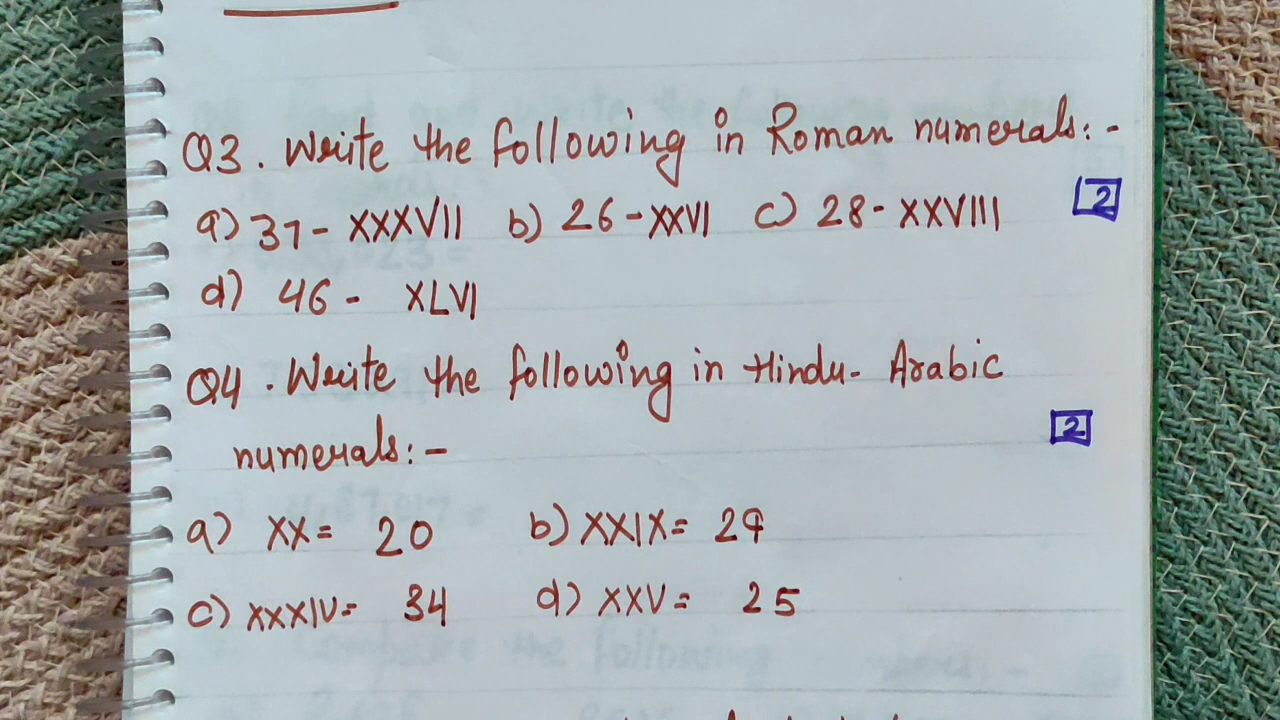 Q3. Write the following in Roman numerals:-
a) 37 - XXXVII b) 26 - XXVI c) 28 - XXVIII 2
d) 46 - XLVI
Q4. Write the following in Hindu-Arabic
numerals:- 2
a) XX = 20 b) XXIX = 29
c) XXXIV = 34 d) XXV = 25